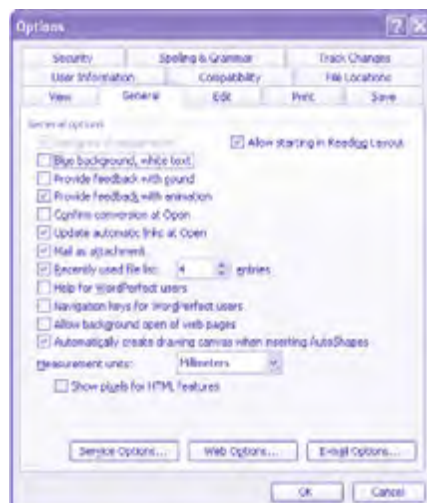 Options
Security Spelling & Grammar Track Changes
User Information Compatibility File Locations
View General Edit Print Save
General options
Allow starting in Reading Layout
Blue background, white text
Provide feedback with sound
Provide feedback with animation
Confirm conversion at Open
Update automatic links at Open
Mail as attachment
Recently used file list: 4 entries
Help for WordPerfect users
Navigation keys for WordPerfect users
Allow background open of web pages
Automatically create drawing canvas when inserting AutoShapes
Measurement units: Millimeters
Show pixels for HTML features
Service Options... Web Options... E-mail Options...
OK Cancel